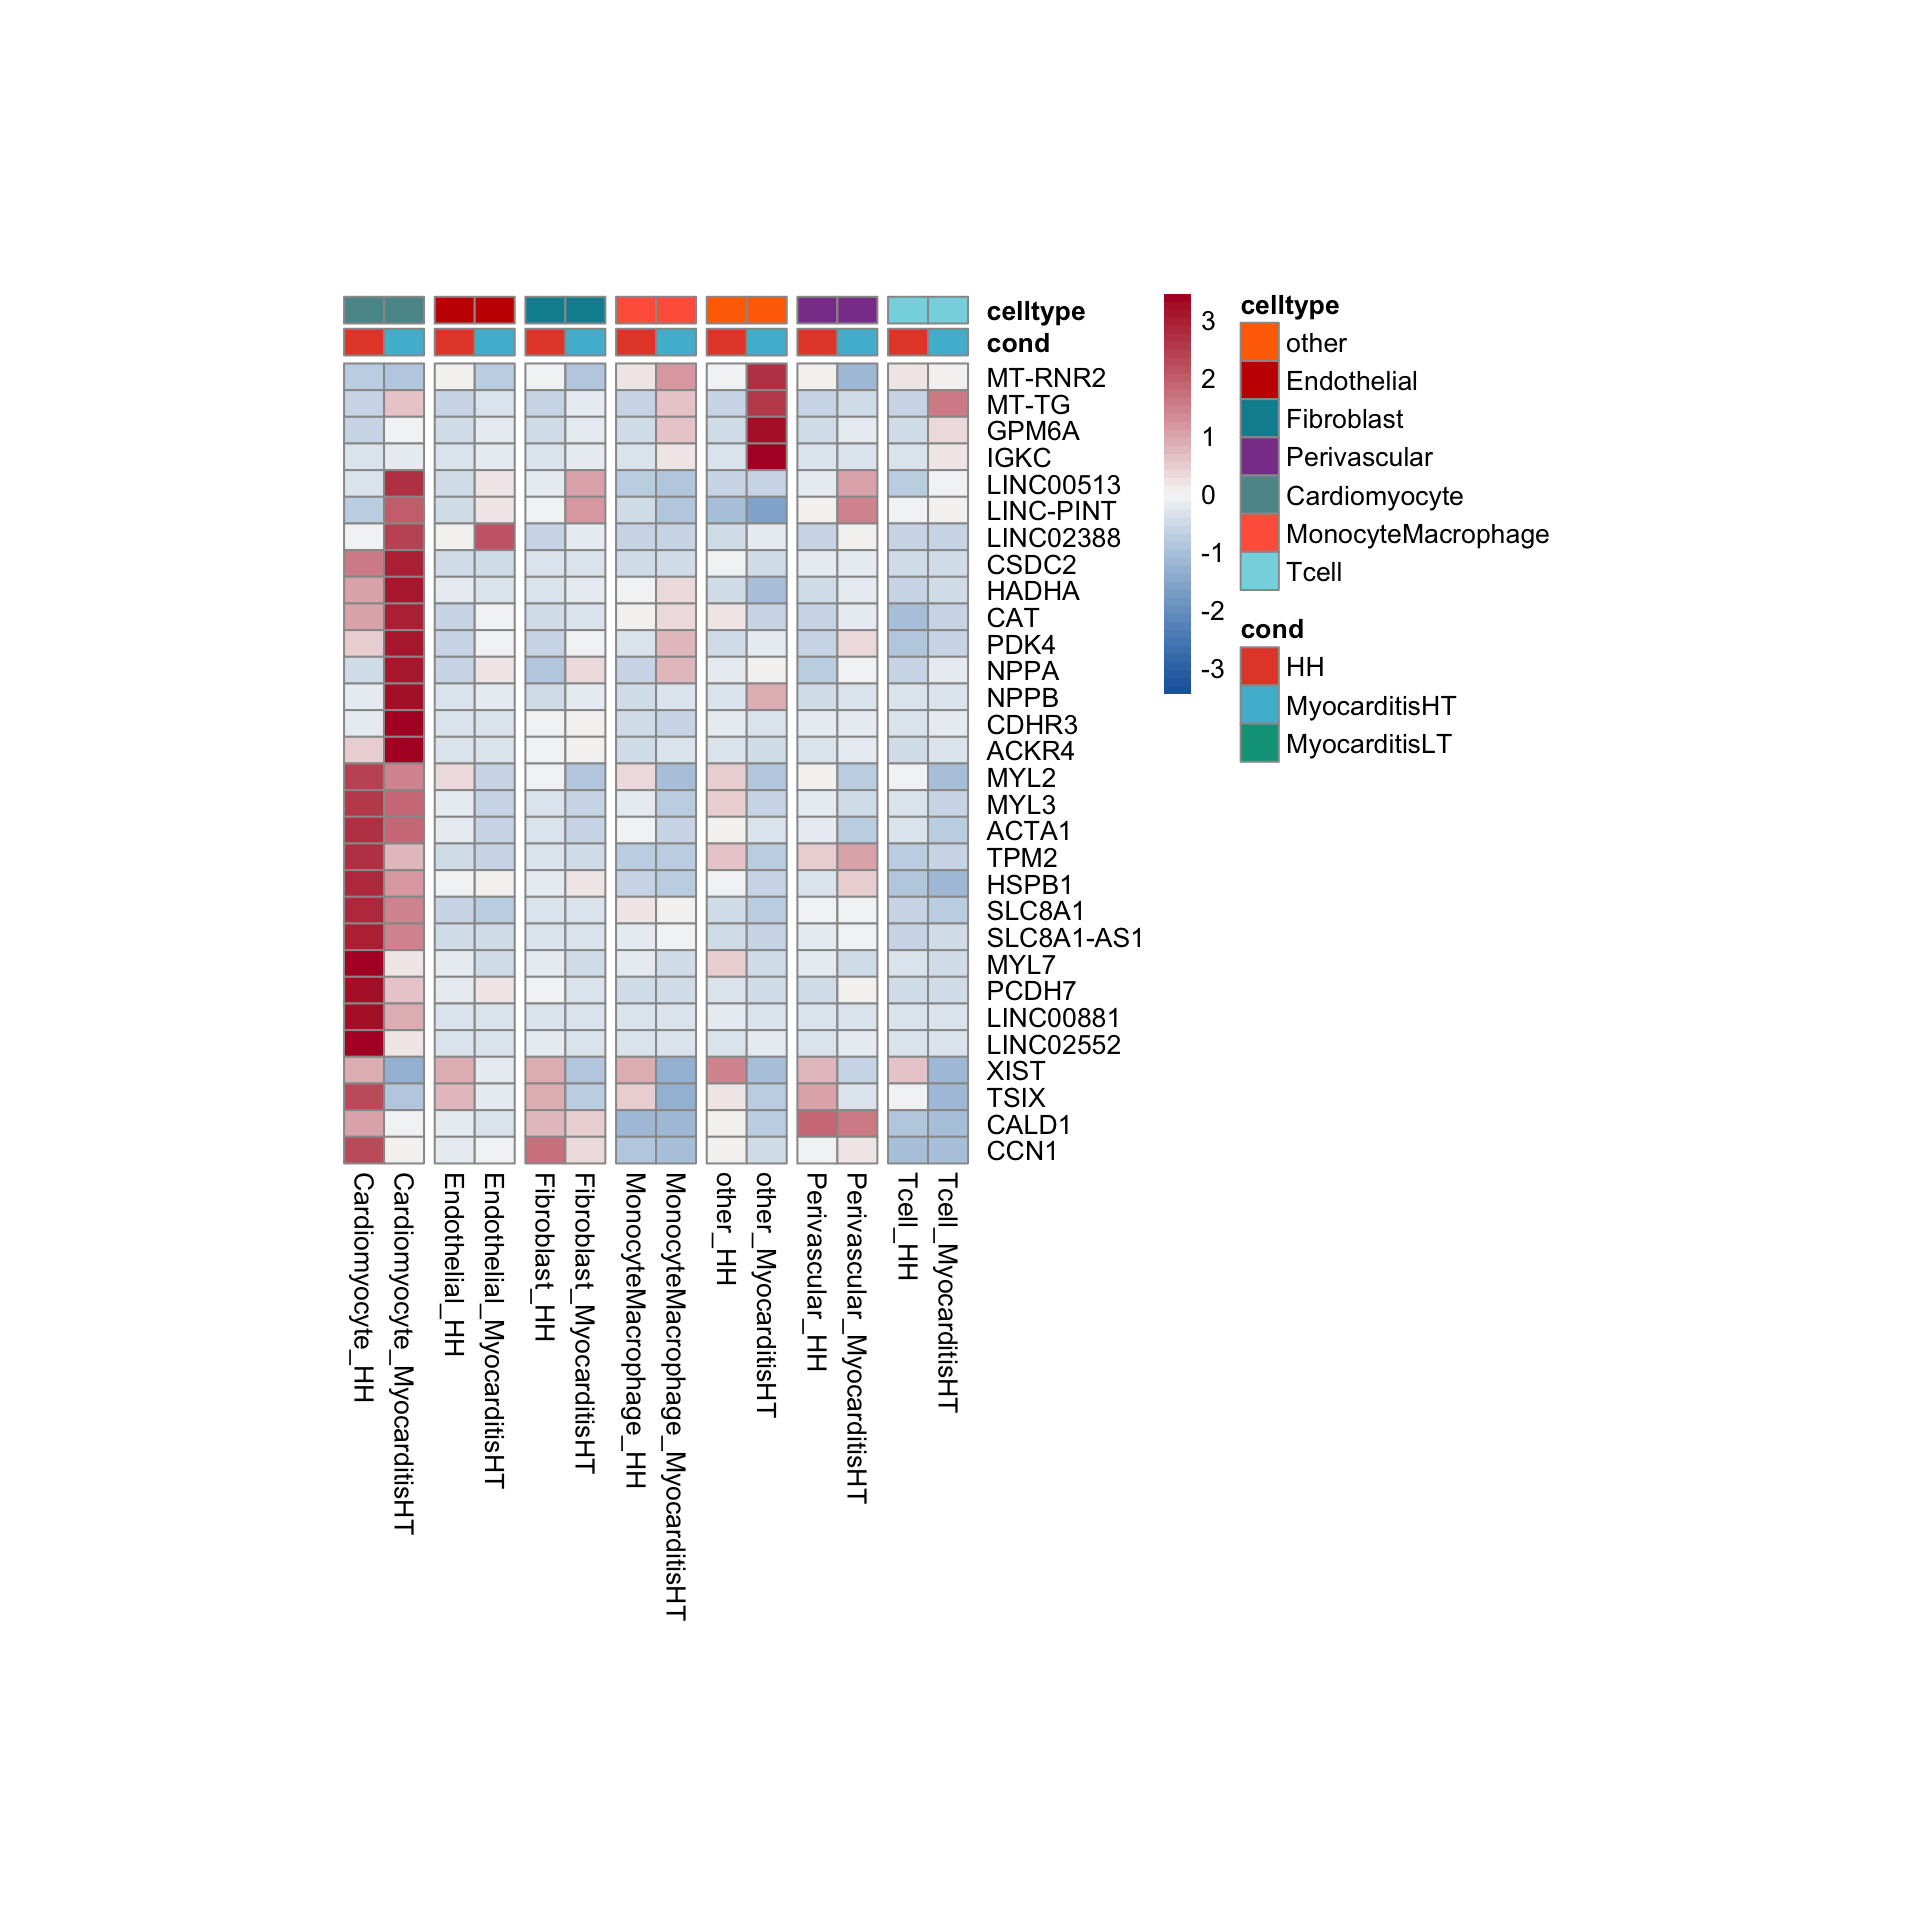 celltype
cond
MT-RNR2
MT-TG
GPM6A
IGKC
LINC00513
LINC-PINT
LINC02388
CSDC2
HADHA
CAT
PDK4
NPPA
NPPB
CDHR3
ACKR4
MYL2
MYL3
ACTA1
TPM2
HSPB1
SLC8A1
SLC8A1-AS1
MYL7
PCDH7
LINC00881
LINC02552
XIST
TSIX
CALD1
CCN1
Cardiomyocyte_HH
Cardiomyocyte_MyocarditisHT
Endothelial_HH
Endothelial_MyocarditisHT
Fibroblast_HH
Fibroblast_MyocarditisHT
MonocyteMacrophage_HH
MonocyteMacrophage_MyocarditisHT
other_HH
other_MyocarditisHT
Perivascular_HH
Perivascular_MyocarditisHT
Tcell_HH
Tcell_MyocarditisHT
3
2
1
0
-1
-2
-3
celltype
other
Endothelial
Fibroblast
Perivascular
Cardiomyocyte
MonocyteMacrophage
Tcell
cond
HH
MyocarditisHT
MyocarditisLT